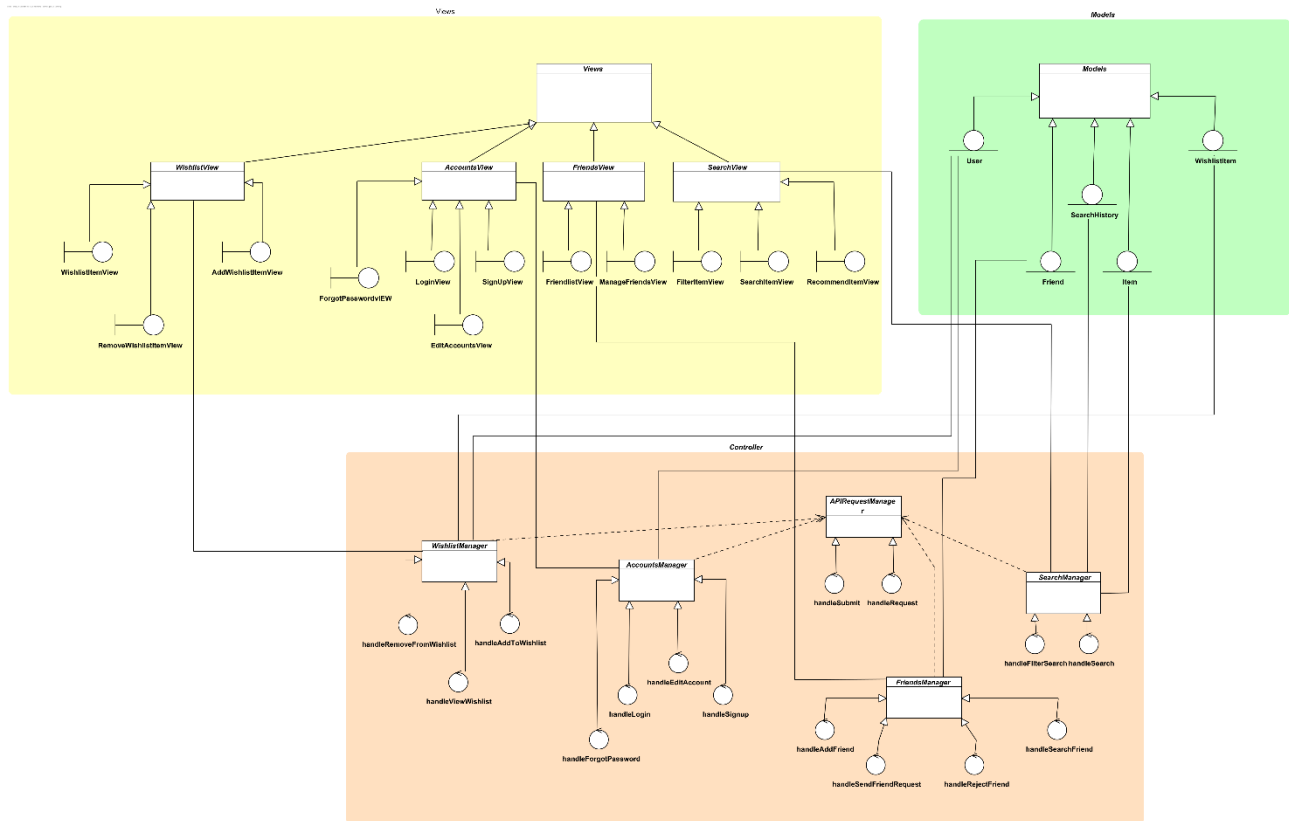 Views
Models
Views
Models
User
WishlistItem
WishlistView
AccountsView
FriendsView
SearchView
SearchHistory
WishlistItemView
AddWishlistItemView
ForgotPasswordvIEW
LoginView
SignUpView
FriendlistView
ManageFriendsView
FilterItemView
SearchItemView
RecommendItemView
Friend
Item
RemoveWishlistItemView
EditAccountsView
Controller
APIRequestManage
r
WishlistManager
AccountsManager
SearchManager
handleSubmit
handleRequest
handleRemoveFromWishlist
handleAddToWishlist
handleFilterSearch
handleSearch
handleViewWishlist
handleEditAccount
FriendsManager
handleLogin
handleSignup
handleForgotPassword
handleAddFriend
handleSearchFriend
handleSendFriendRequest
handleRejectFriend